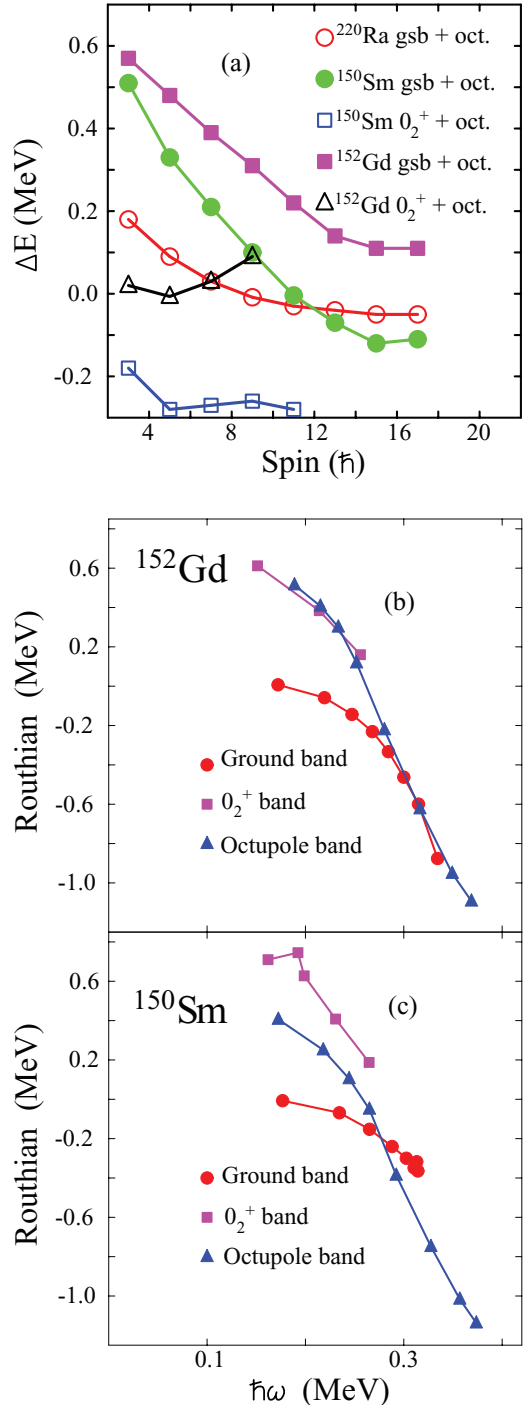 0.6
(a)
²²⁰Ra gsb + oct.
¹⁵⁰Sm gsb + oct.
0.4
¹⁵⁰Sm 0₂⁺ + oct.
¹⁵²Gd gsb + oct.
ΔE (MeV)
0.2
¹⁵²Gd 0₂⁺ + oct.
0.0
-0.2
4 8 12 16 20
Spin (ħ)
¹⁵²Gd
(b)
0.6
0.2
-0.2
-0.6
-1.0
Routhian (MeV)
Ground band
0₂⁺ band
Octupole band
¹⁵⁰Sm
(c)
0.6
0.2
-0.2
-0.6
-1.0
Routhian (MeV)
Ground band
0₂⁺ band
Octupole band
0.1 0.3
ħω (MeV)